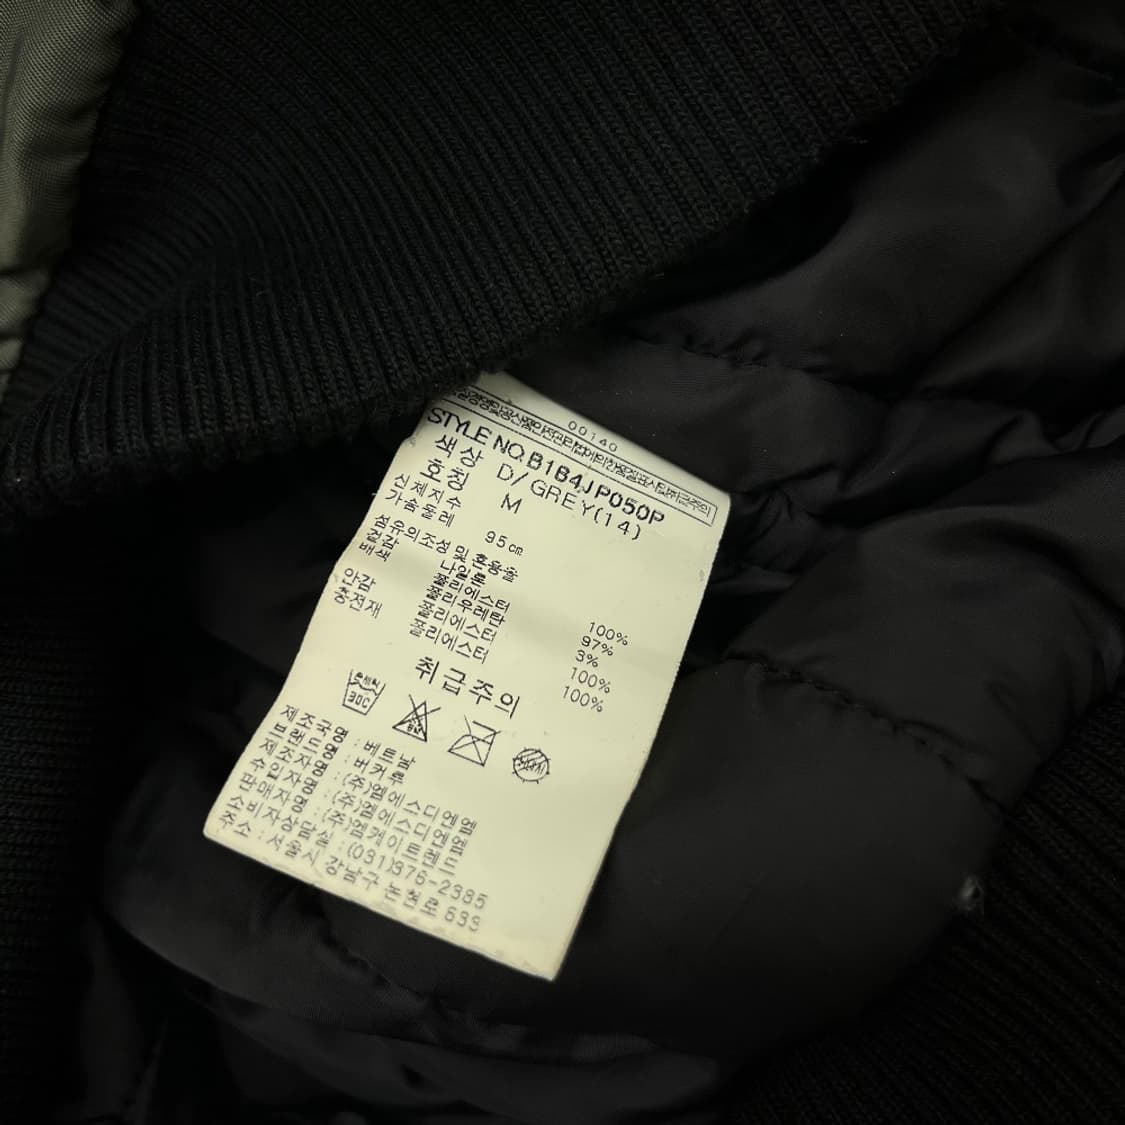 00140
STYLE NO.B1B4JP050P
색상 D/GREY(14)
호칭 M
신체치수
가슴둘레 95cm
섬유의조성 및 혼용율
겉감 나일론 100%
배색 폴리에스터 97%
폴리우레탄 3%
안감 폴리에스터 100%
충전재 폴리에스터 100%
취급주의
30C
제조국명 : 베트남
브랜드명 : 버커루
제조자명 : (주)엠에스디엔엠
수입자명 : (주)엠에스디엔엠
판매자명 : (주)엠케이트렌드
소비자상담실 : (031)376-2385
주소 : 서울시 강남구 논현로 633